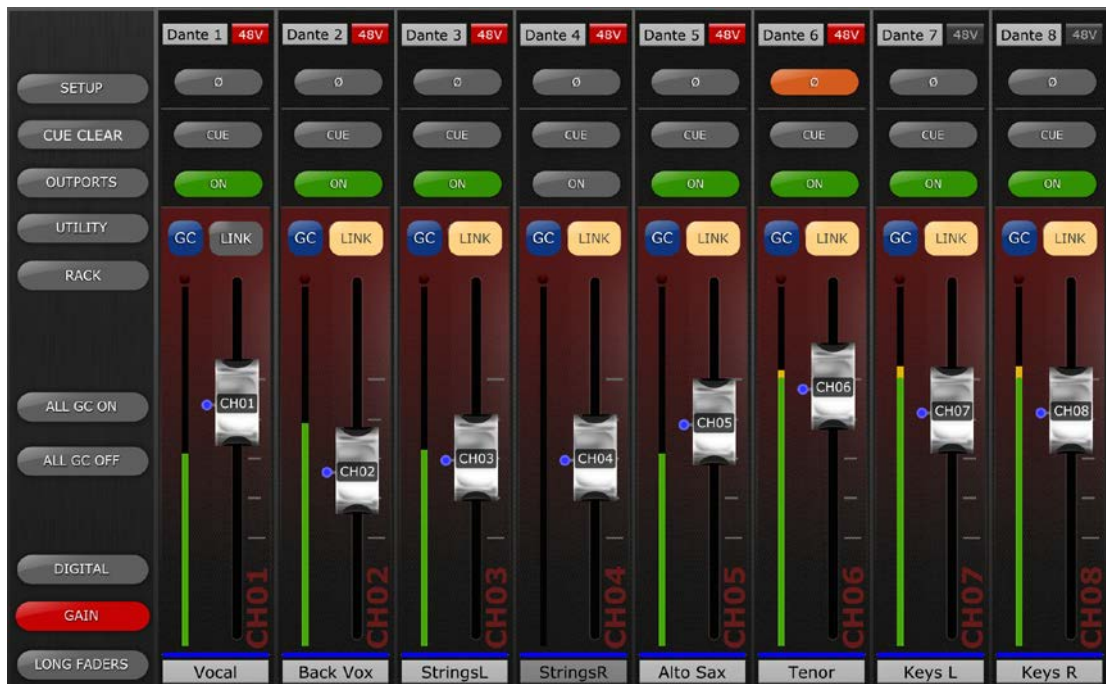 Dante 1 48V Dante 2 48V Dante 3 48V Dante 4 48V Dante 5 48V Dante 6 48V Dante 7 48V Dante 8 48V
SETUP Ø Ø Ø Ø Ø Ø Ø Ø
CUE CLEAR CUE CUE CUE CUE CUE CUE CUE CUE
OUTPORTS ON ON ON ON ON ON ON ON
UTILITY GC LINK GC LINK GC LINK GC LINK GC LINK GC LINK GC LINK GC LINK
RACK
ALL GC ON CH01 CH02 CH03 CH04 CH05 CH06 CH07 CH08
ALL GC OFF
DIGITAL
GAIN CH01 CH02 CH03 CH04 CH05 CH06 CH07 CH08
LONG FADERS Vocal Back Vox StringsL StringsR Alto Sax Tenor Keys L Keys R